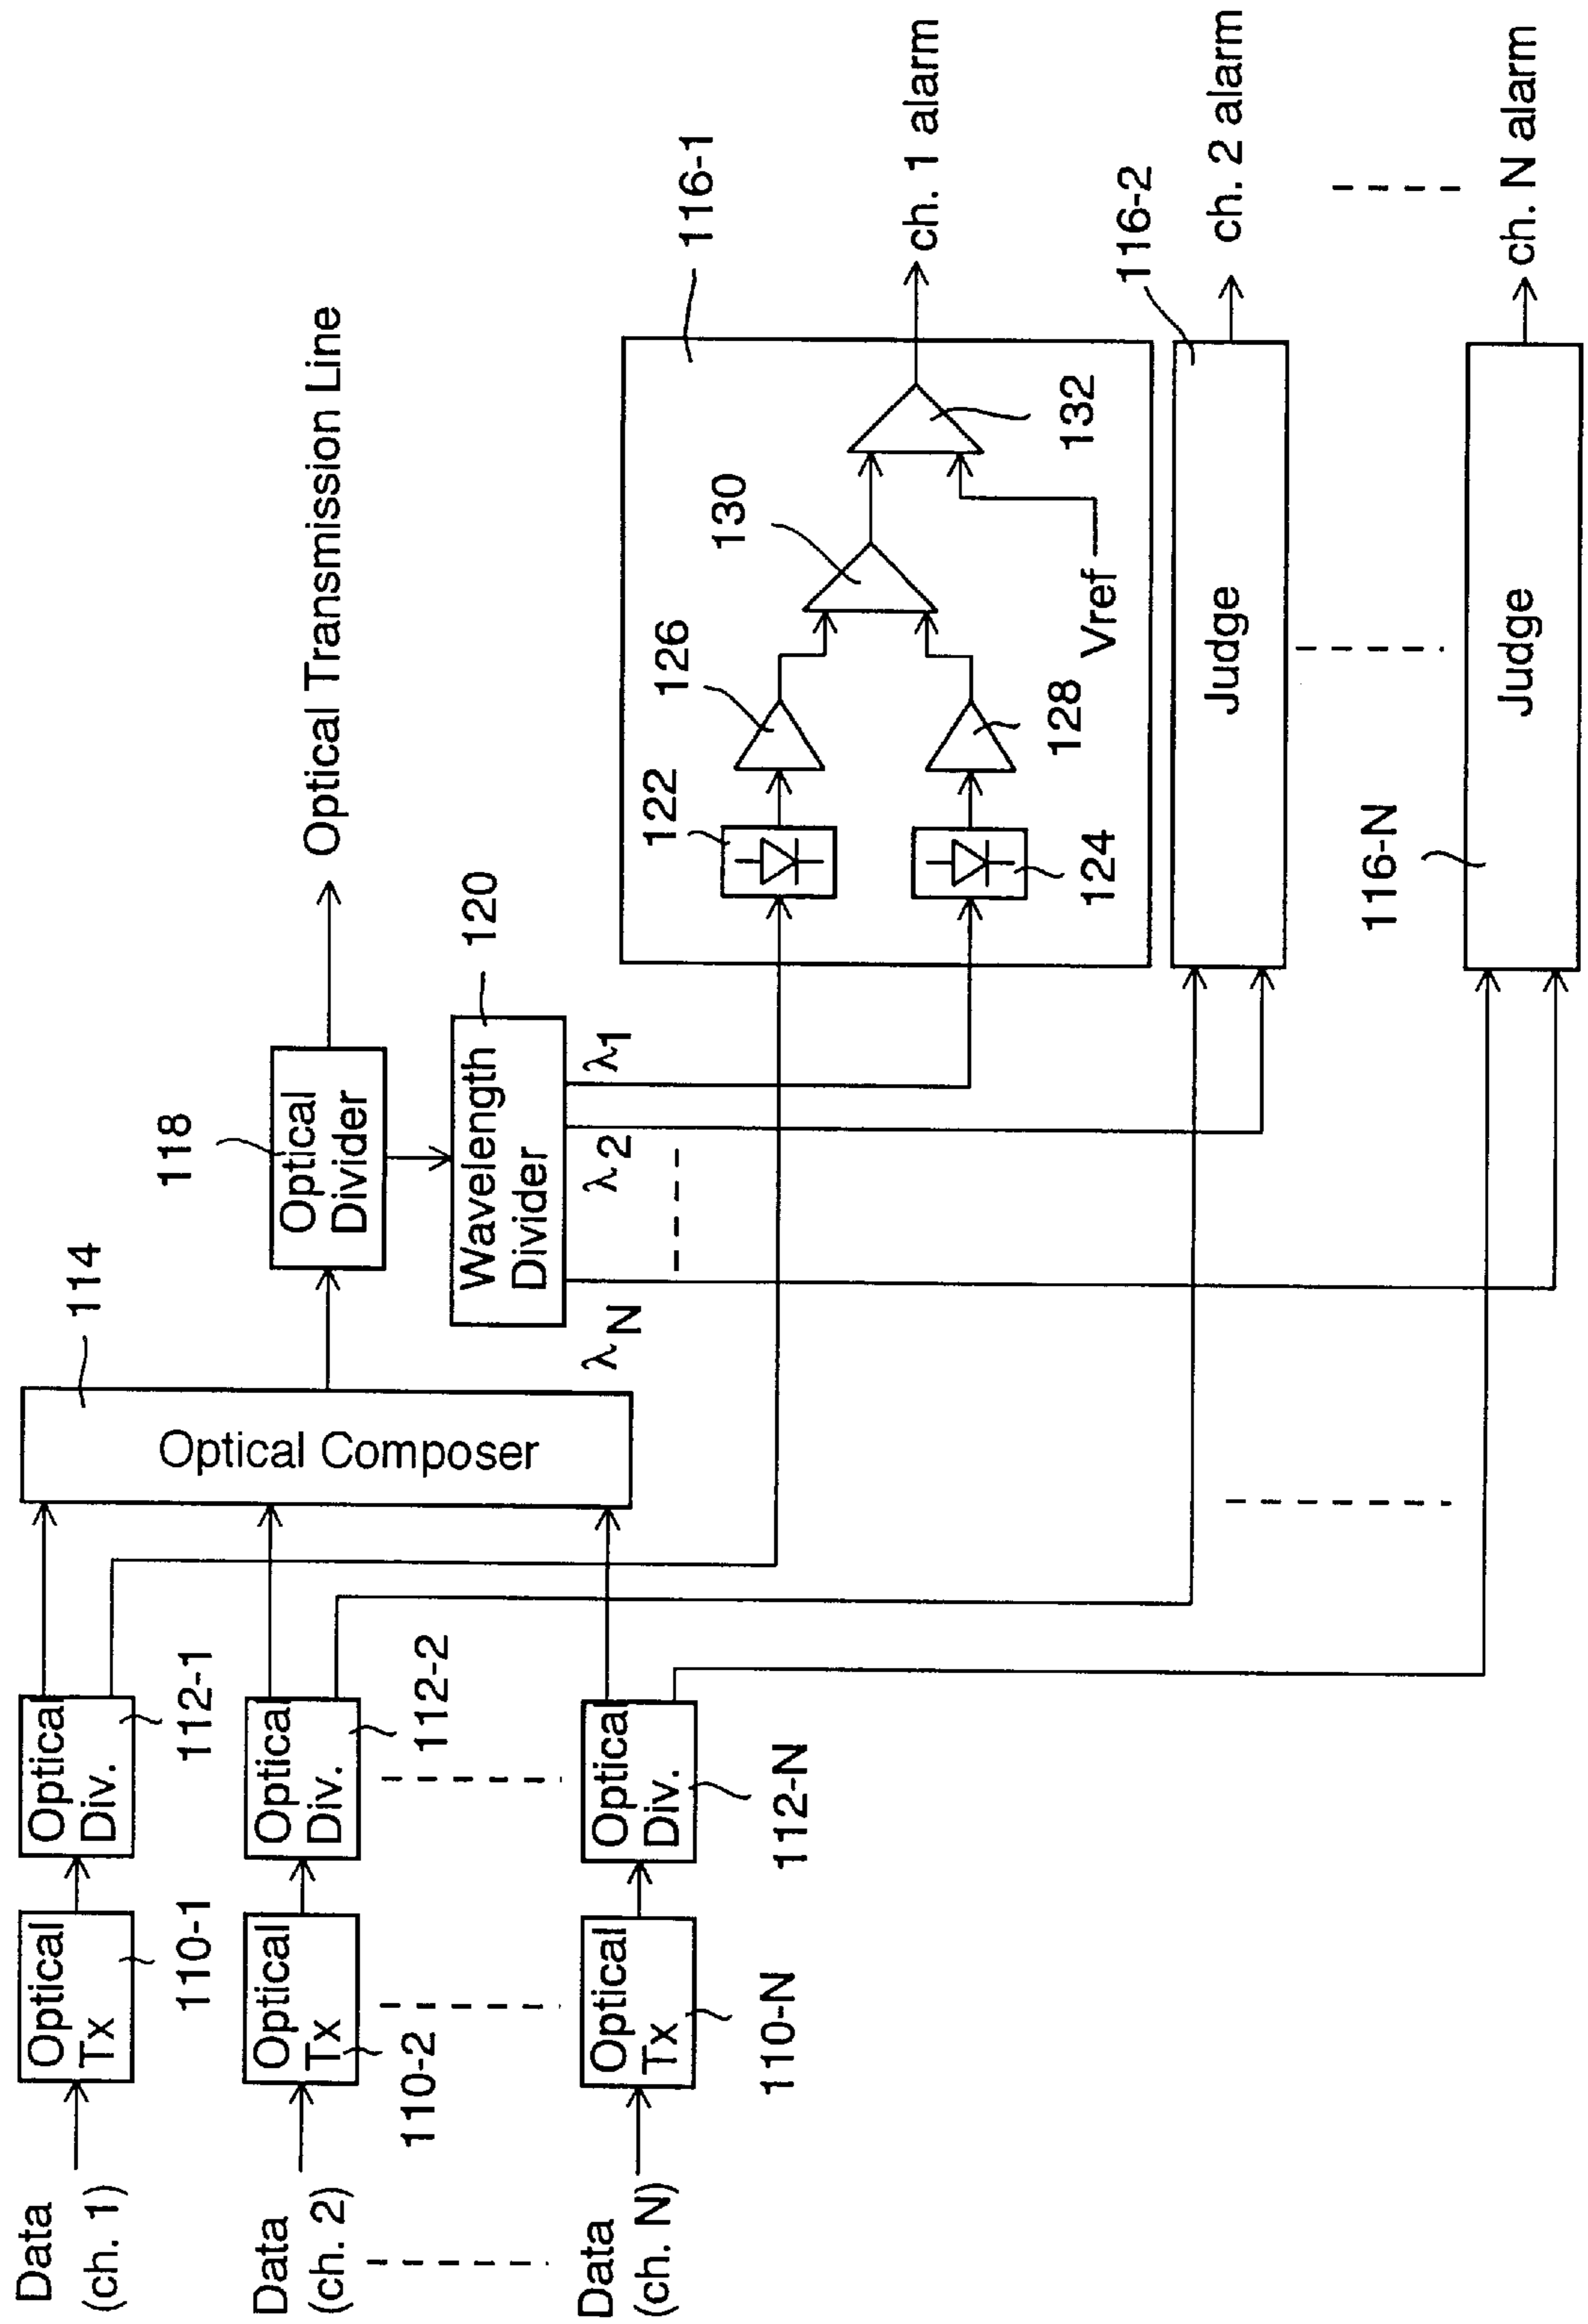 Data
(ch. 1)
Optical
Tx
110-1
Optical
Div.
112-1
Data
(ch. 2)
Optical
Tx
110-2
Optical
Div.
112-2
Data
(ch. N)
Optical
Tx
110-N
Optical
Div.
112-N
Optical Composer
114
Optical
Divider
118
Optical Transmission Line
Wavelength
Divider
120
λ1
λ2
λN
116-1
122
124
126
128
130
132
Vref
ch. 1 alarm
Judge
116-2
ch. 2 alarm
Judge
116-N
ch. N alarm